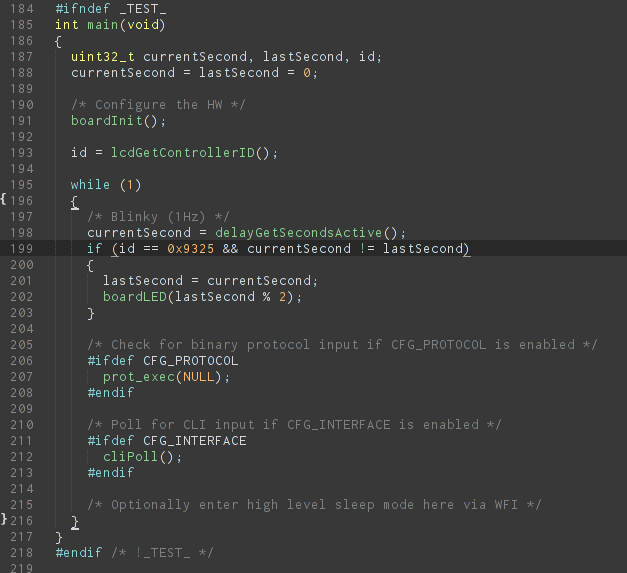 184 #ifndef _TEST_
185 int main(void)
186 {
187   uint32_t currentSecond, lastSecond, id;
188   currentSecond = lastSecond = 0;
189
190   /* Configure the HW */
191   boardInit();
192
193   id = lcdGetControllerID();
194
195   while (1)
{ 196   {
197     /* Blinky (1Hz) */
198     currentSecond = delayGetSecondsActive();
199     if (id == 0x9325 && currentSecond != lastSecond)
200     {
201       lastSecond = currentSecond;
202       boardLED(lastSecond % 2);
203     }
204
205     /* Check for binary protocol input if CFG_PROTOCOL is enabled */
206     #ifdef CFG_PROTOCOL
207       prot_exec(NULL);
208     #endif
209
210     /* Poll for CLI input if CFG_INTERFACE is enabled */
211     #ifdef CFG_INTERFACE
212       cliPoll();
213     #endif
214
215     /* Optionally enter high level sleep mode here via WFI */
} 216   }
217 }
218 #endif /* !_TEST_ */
219